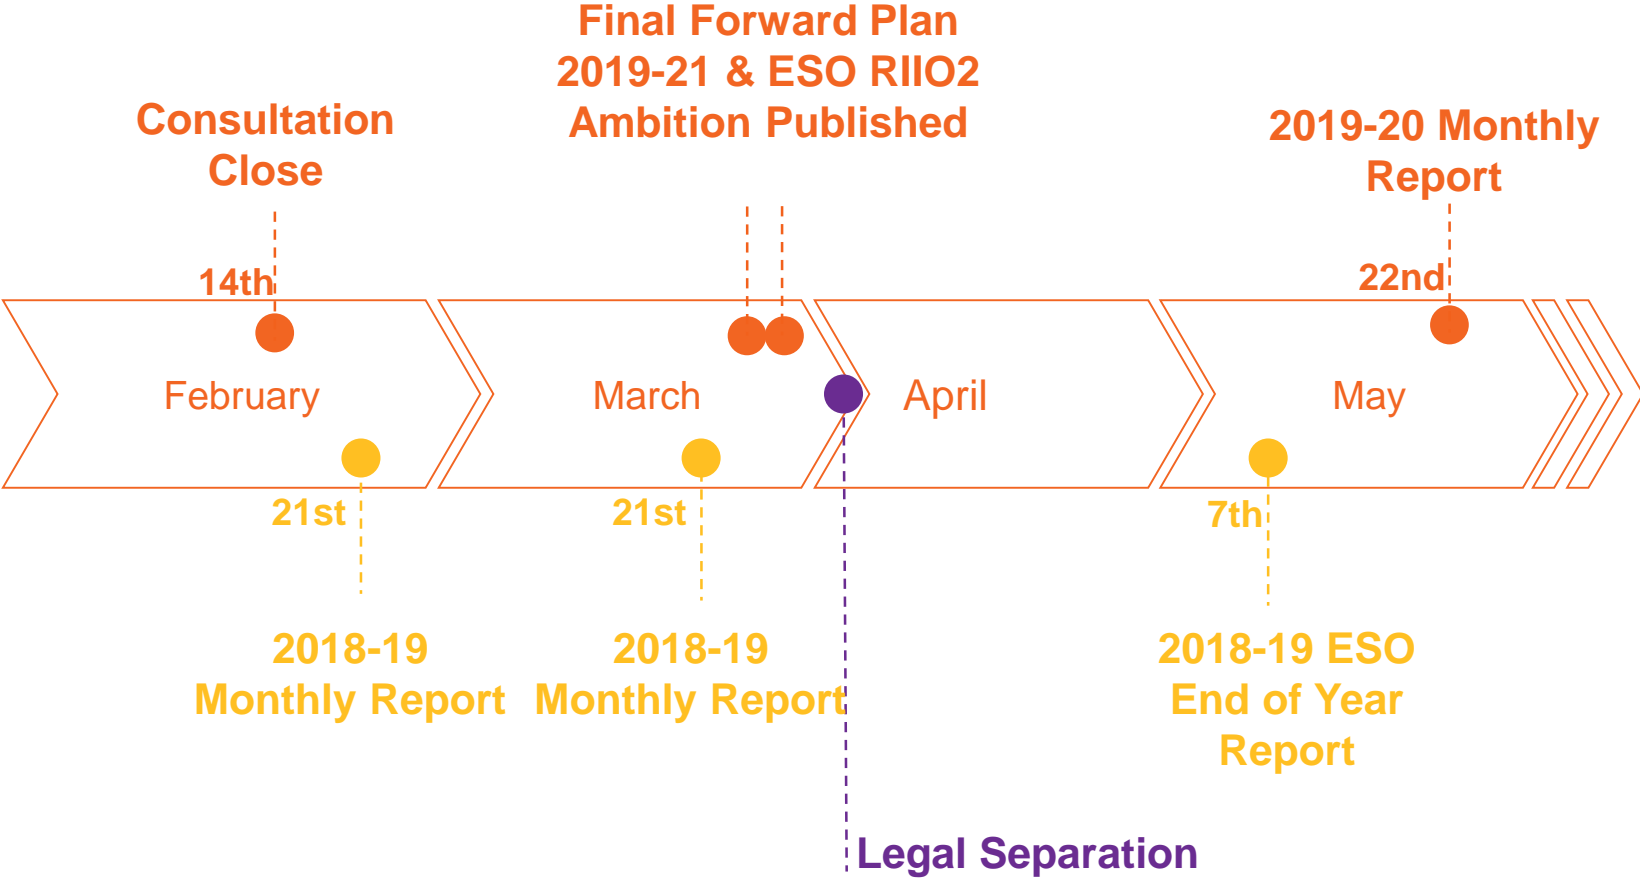 Final Forward Plan
2019-21 & ESO RIIO2
Ambition Published
Consultation
Close
2019-20 Monthly
Report
14th
22nd
February
March
April
May
21st
21st
7th
2018-19
Monthly Report
2018-19
Monthly Report
2018-19 ESO
End of Year
Report
Legal Separation